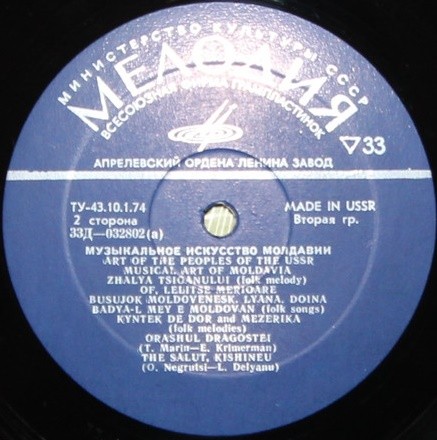 МИНИСТЕРСТВО КУЛЬТУРЫ СССР
МЕЛОДИЯ
ВСЕСОЮЗНАЯ ФИРМА ГРАМПЛАСТИНОК
33
АПРЕЛЕВСКИЙ ОРДЕНА ЛЕНИНА ЗАВОД
ТУ-43.10.1.74 MADE IN USSR
2 сторона Вторая гр.
33Д—032802(а)
МУЗЫКАЛЬНОЕ ИСКУССТВО МОЛДАВИИ
ART OF THE PEOPLES OF THE USSR
MUSICAL ART OF MOLDAVIA
ZHALYA TSIGANULUI (folk melody)
OF, LELITSE MERIOARE
BUSUJOK MOLDOVENESK, LYANA, DOINA
BADYA-L MEY E MOLDOVAN (folk songs)
KYNTEK DE DOR and MEZERIKA
(folk melodies)
ORASHUL DRAGOSTEI
(T. Marin—E. Krimerman)
THE SALUT, KISHINEU
(O. Negrutsi—L. Delyanu)